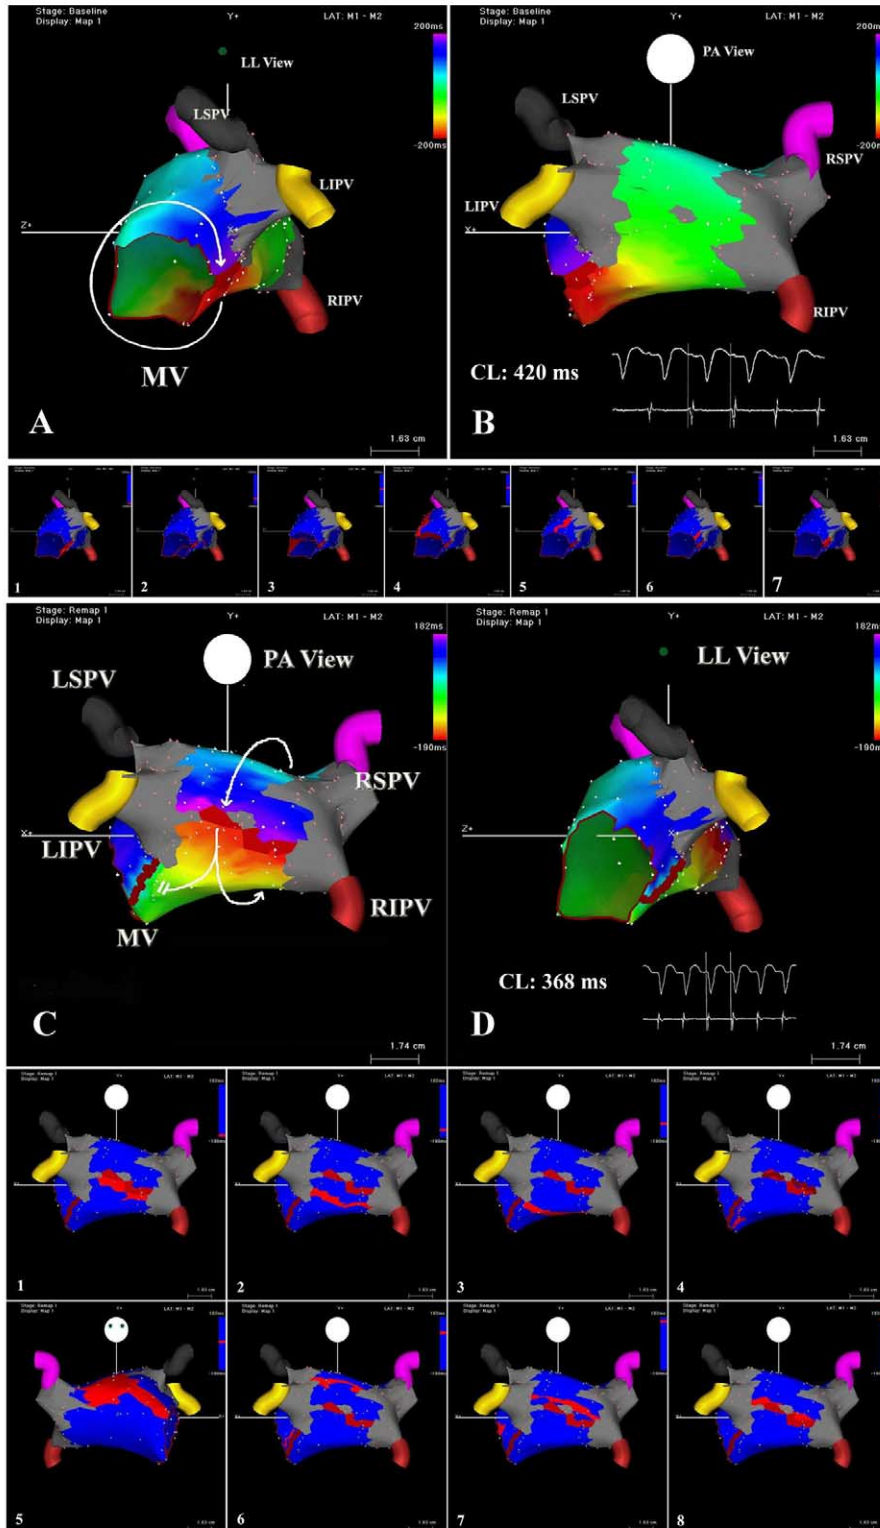 Stage: Baseline
Display: Map 1
Y+
LAT: M1 - M2
LL View
LSPV
LIPV
RIPV
Z+
X+
MV
A
1.63 cm
Stage: Baseline
Display: Map 1
Y+
LAT: M1 - M2
200ms
-200ms
PA View
LSPV
RSPV
LIPV
X+
RIPV
CL: 420 ms
B
200ms
-200ms
1.63 cm
1
2
3
4
5
6
7
Stage: Remap 1
Display: Map 1
Y+
LAT: M1 - M2
182ms
-190ms
PA View
LSPV
RSPV
X+
LIPV
RIPV
MV
C
1.74 cm
Stage: Remap 1
Display: Map 1
Y+
LAT: M1 - M2
182ms
-190ms
LL View
Z+
X+
CL: 368 ms
D
1.74 cm
1
2
3
4
5
6
7
8